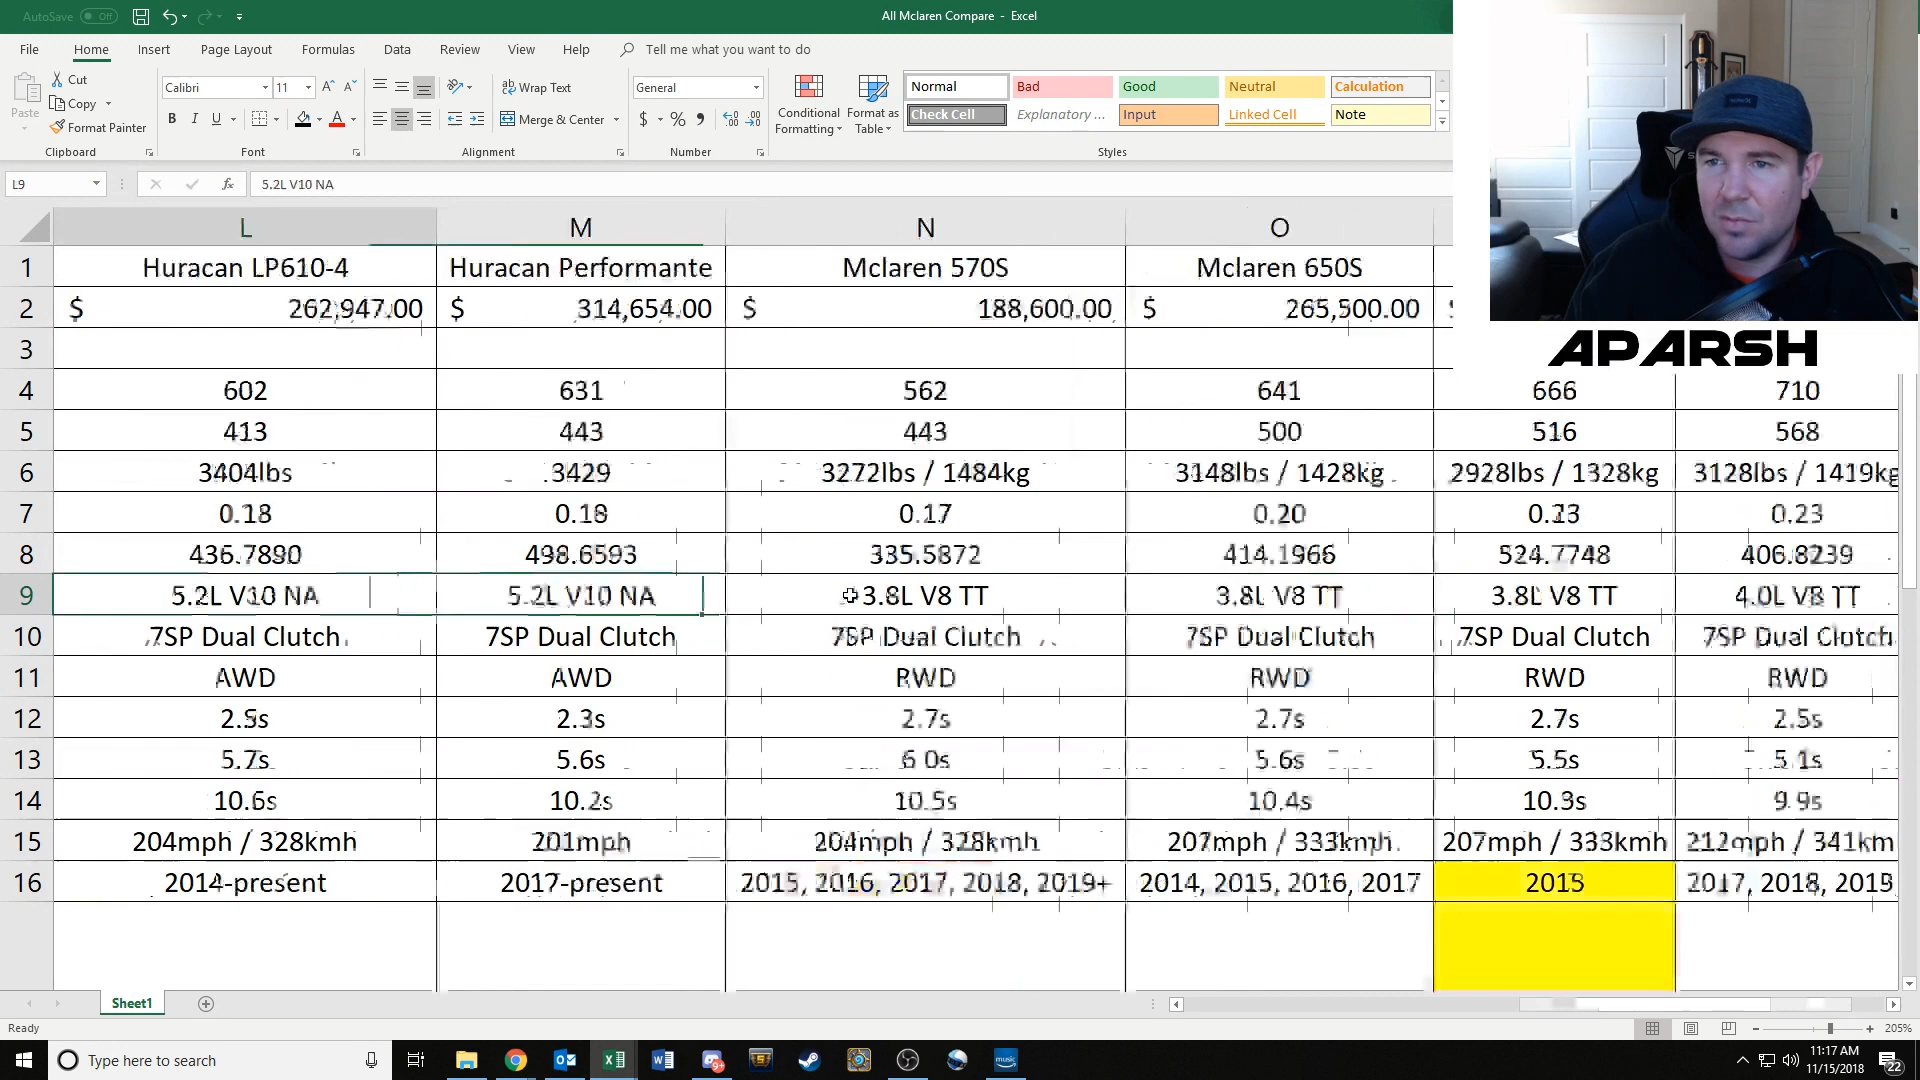 AutoSave Off
All Mclaren Compare - Excel
File Home Insert Page Layout Formulas Data Review View Help Tell me what you want to do
Paste
Cut
Copy
Format Painter
Clipboard
Calibri 11
B I U
Font
Wrap Text
Merge & Center
Alignment
General
$ % 9
Number
Conditional Formatting
Format as Table
Normal Bad Good Neutral Calculation
Check Cell Explanatory ... Input Linked Cell Note
Styles
L9 fx 5.2L V10 NA
L M N O
1 Huracan LP610-4 Huracan Performante Mclaren 570S Mclaren 650S
2 $ 262,947.00 $ 314,654.00 $ 188,600.00 $ 265,500.00
APARSH
3
4 602 631 562 641 666 710
5 413 443 443 500 516 568
6 3404lbs 3429 3272lbs / 1484kg 3148lbs / 1428kg 2928lbs / 1328kg 3128lbs / 1419kg
7 0.18 0.18 0.17 0.20 0.23 0.23
8 335.5872 414.1966 524.7748 406.8239
9 5.2L V10 NA 5.2L V10 NA 3.8L V8 TT 3.8L V8 TT 3.8L V8 TT 4.0L V8 TT
10 7SP Dual Clutch 7SP Dual Clutch 7SP Dual Clutch 7SP Dual Clutch 7SP Dual Clutch 7SP Dual Clutch
11 AWD AWD RWD RWD RWD RWD
12 2.5s 2.3s 2.7s 2.7s 2.7s 2.5s
13 5.7s 5.6s 6.0s 5.6s 5.5s 5.1s
14 10.6s 10.2s 10.5s 10.4s 10.3s 9.9s
15 204mph / 328kmh 201mph 204mph / 328kmh 207mph / 333kmh 207mph / 333kmh 212mph / 341km
16 2014-present 2017-present 2015, 2016, 2017, 2018, 2019+ 2014, 2015, 2016, 2017 2017, 2018,
Sheet1
Ready 205%
Type here to search
music
9+
11:17 AM
11/15/2018
22